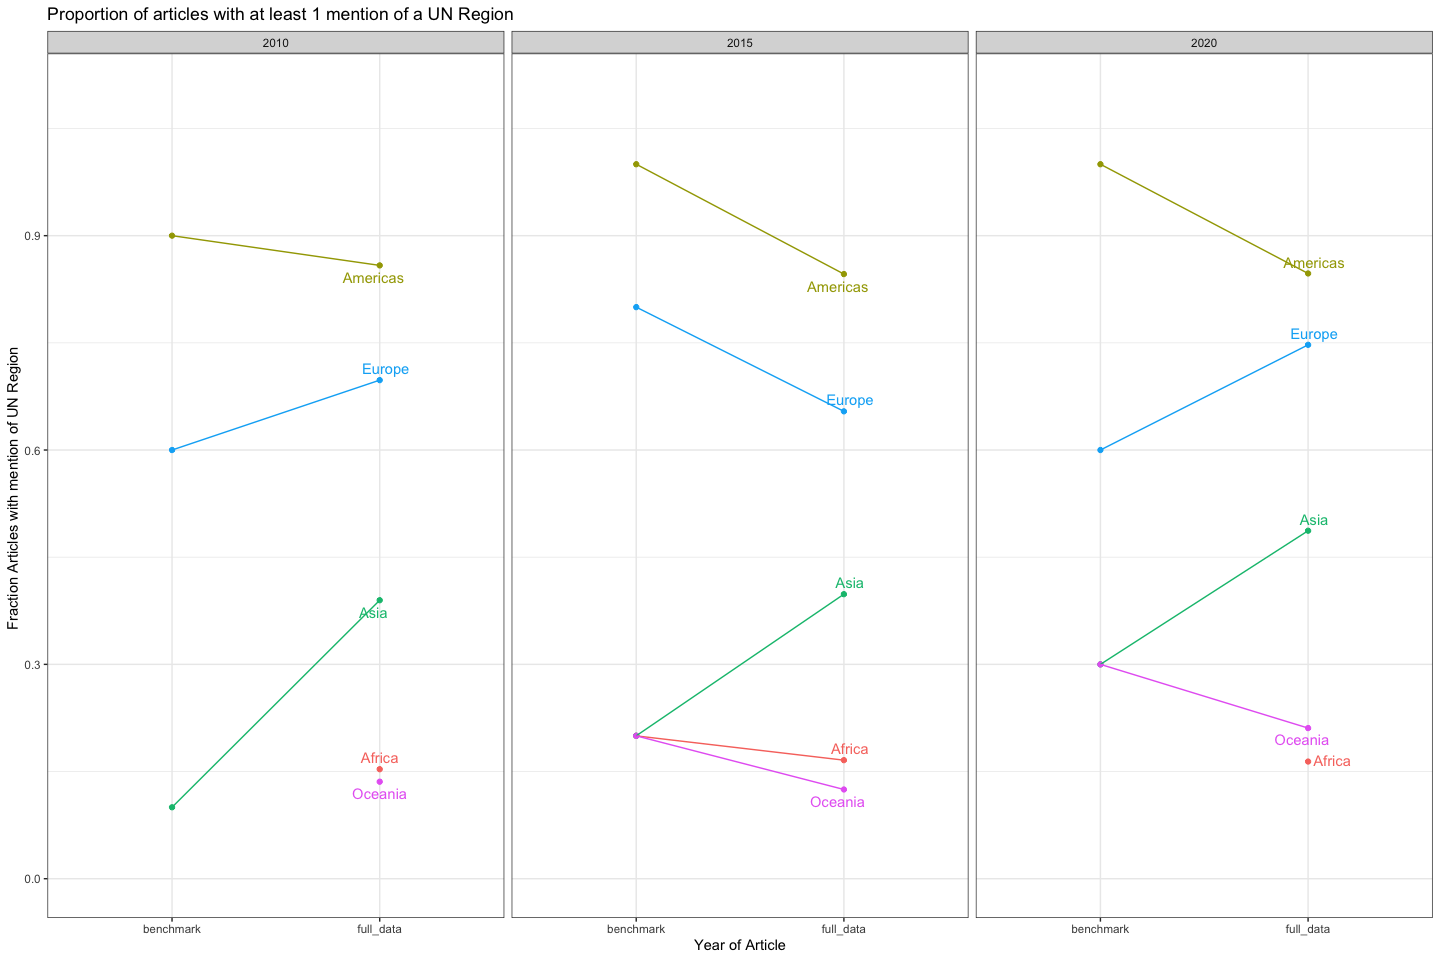 Proportion of articles with at least 1 mention of a UN Region
2010
2015
2020
Fraction Articles with mention of UN Region
0.9
0.6
0.3
0.0
Americas
Europe
Asia
Africa
Oceania
Americas
Europe
Asia
Africa
Oceania
Americas
Europe
Asia
Oceania
Africa
benchmark
full_data
benchmark
full_data
benchmark
full_data
Year of Article